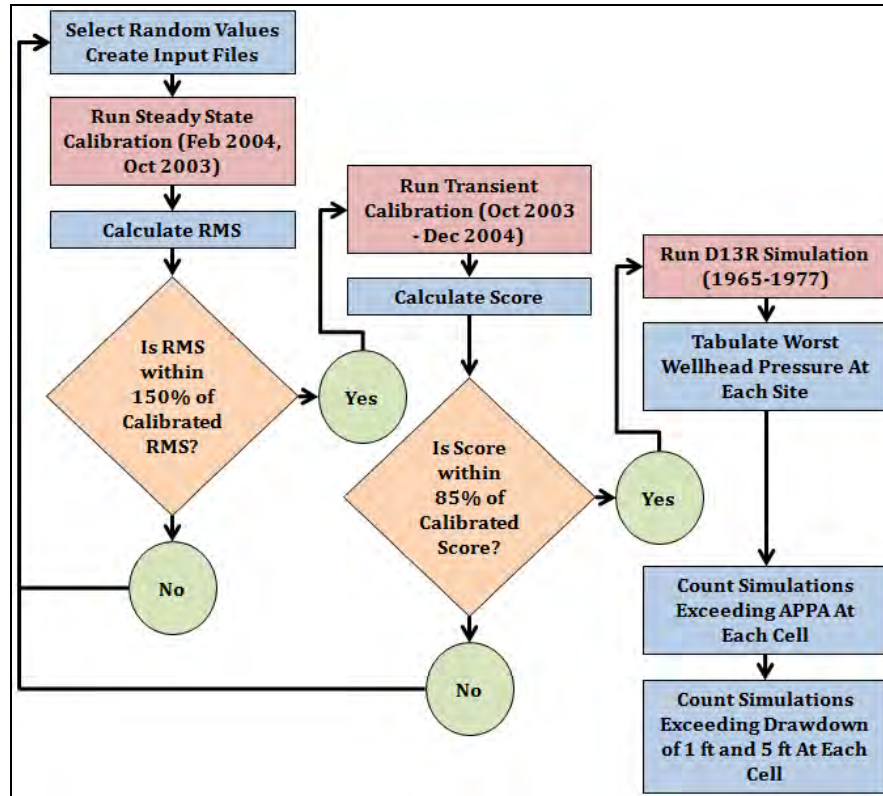 Select Random Values
Create Input Files
Run Steady State
Calibration (Feb 2004,
Oct 2003)
Calculate RMS
Is RMS
within
150% of
Calibrated
RMS?
Yes
No
Run Transient
Calibration (Oct 2003
- Dec 2004)
Calculate Score
Is Score
within
85% of
Calibrated
Score?
Yes
No
Run D13R Simulation
(1965-1977)
Tabulate Worst
Wellhead Pressure At
Each Site
Count Simulations
Exceeding APPA At
Each Cell
Count Simulations
Exceeding Drawdown
of 1 ft and 5 ft At Each
Cell